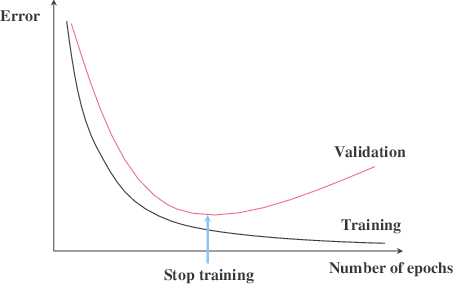 Error
Validation
Training
Number of epochs
Stop training